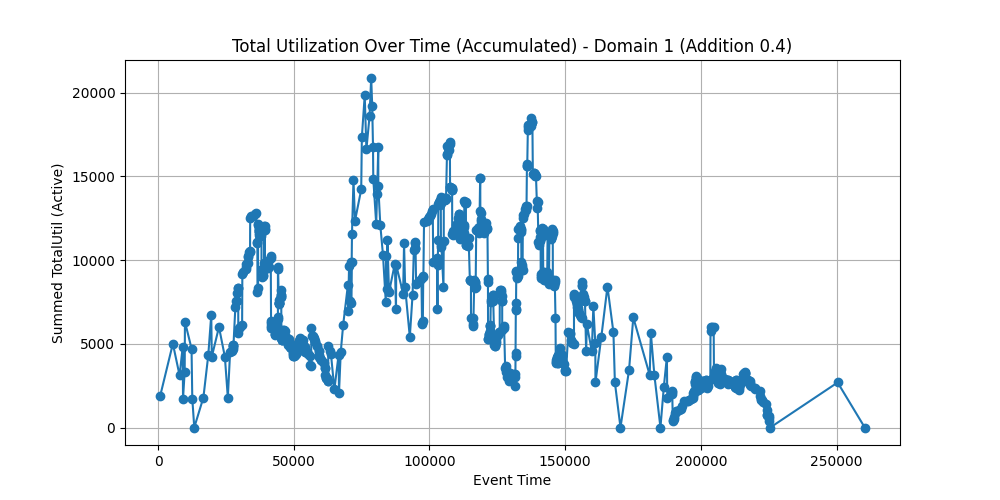 Total Utilization Over Time (Accumulated) - Domain 1 (Addition 0.4)
Summed TotalUtil (Active)
20000
15000
10000
5000
0
0 50000 100000 150000 200000 250000
Event Time